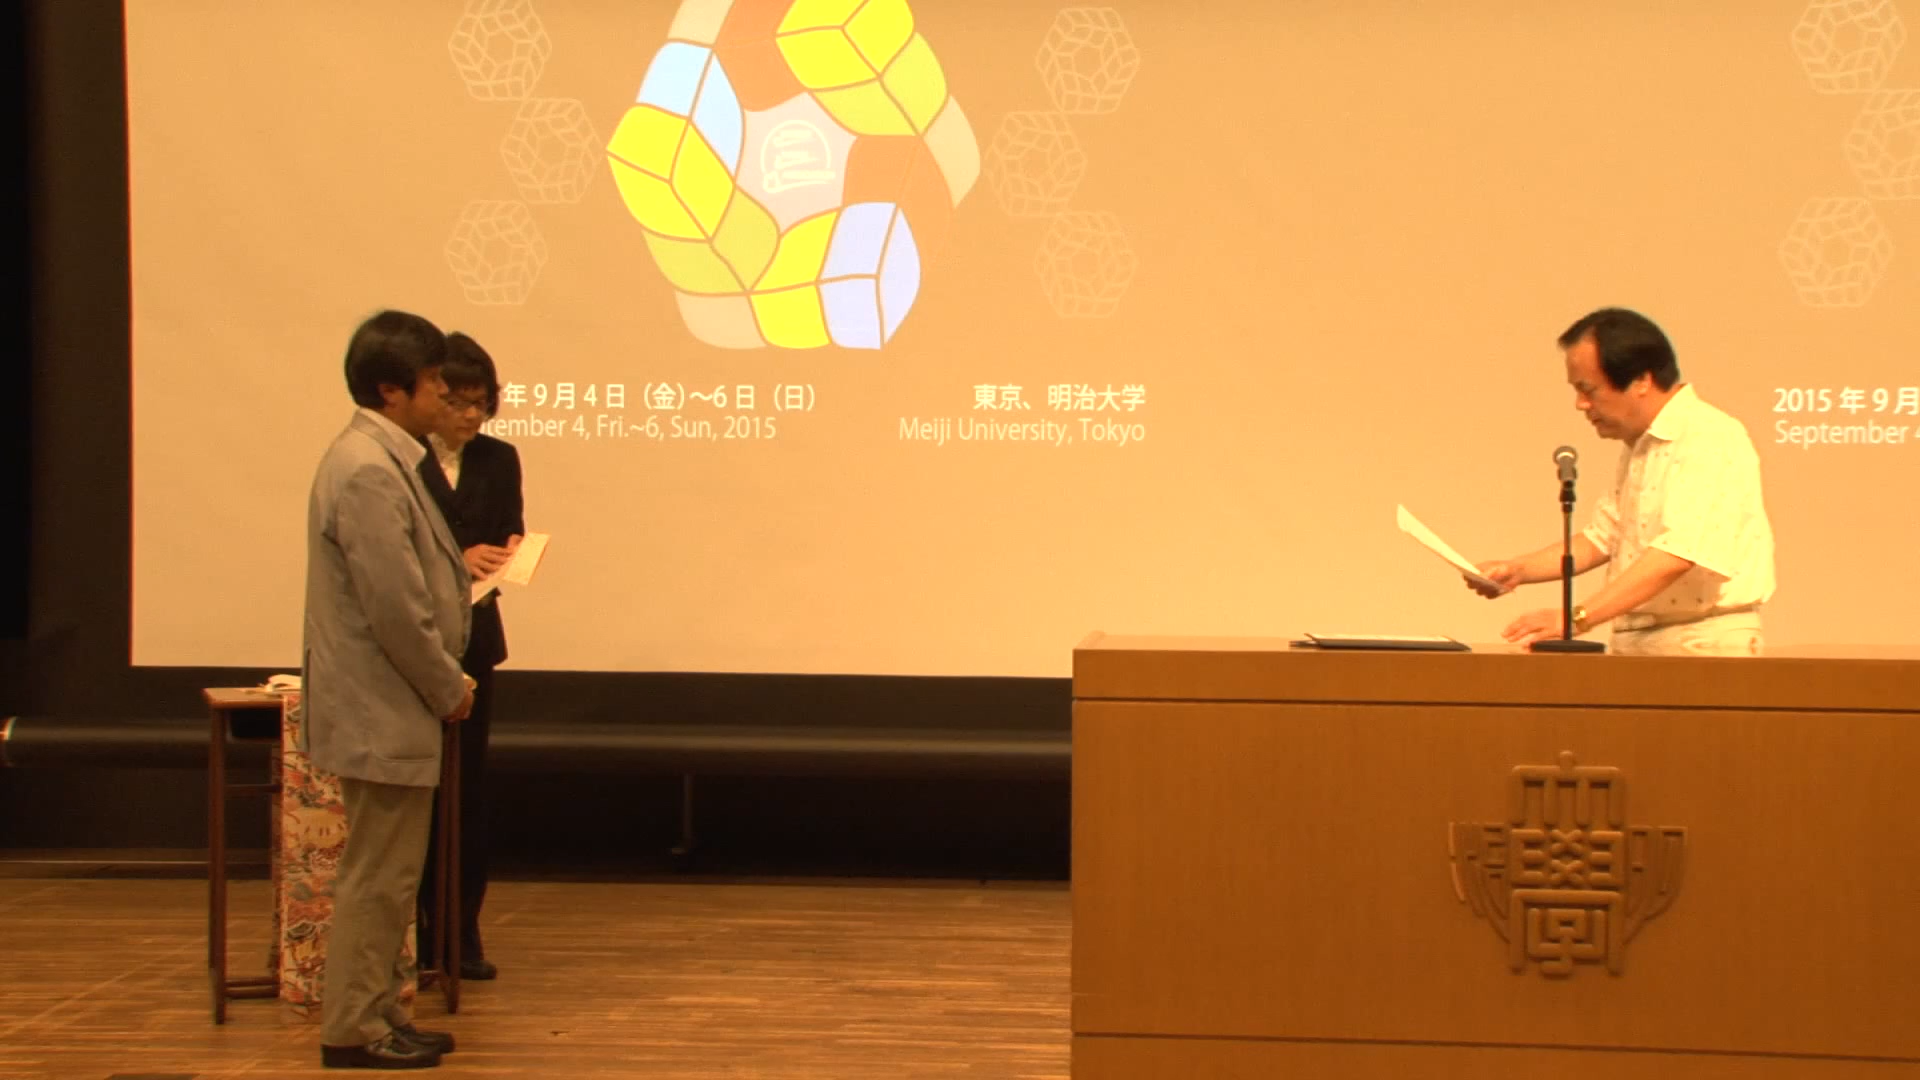 年9月4日（金）～6日（日）
tember 4, Fri.~6, Sun, 2015
東京、明治大学
Meiji University, Tokyo
2015年9月
September 4